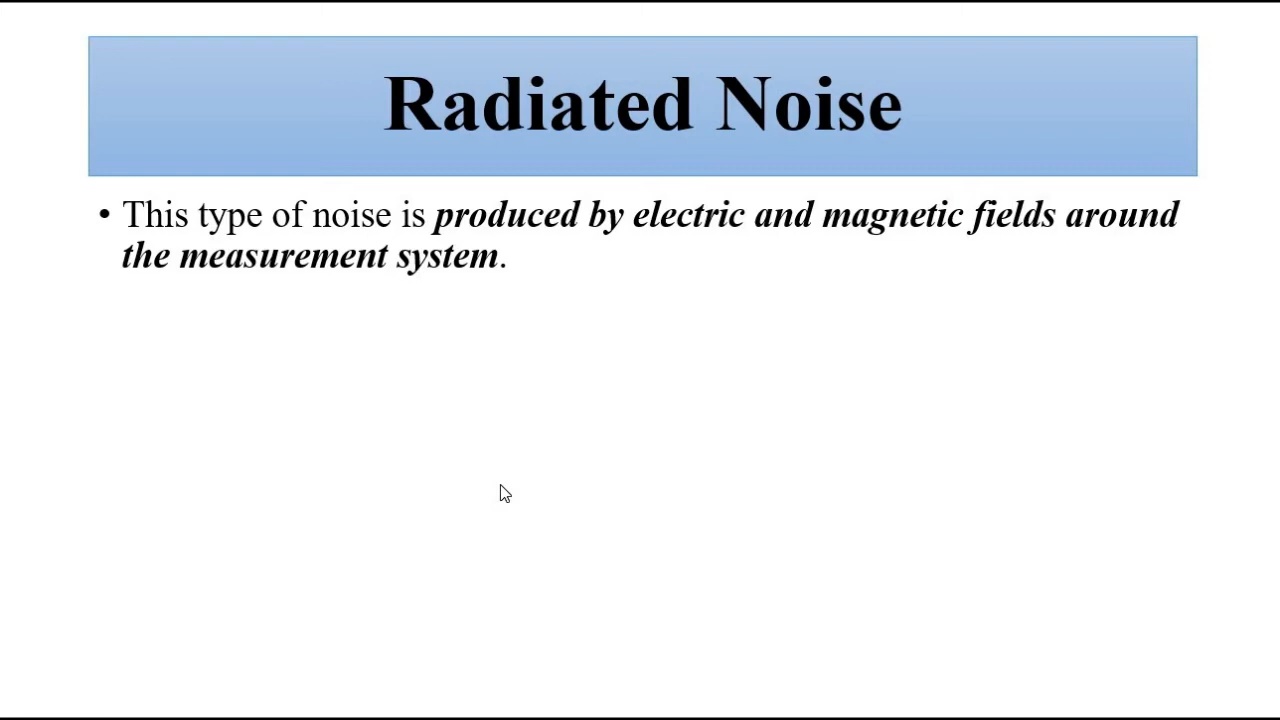 Radiated Noise
• This type of noise is produced by electric and magnetic fields around
the measurement system.